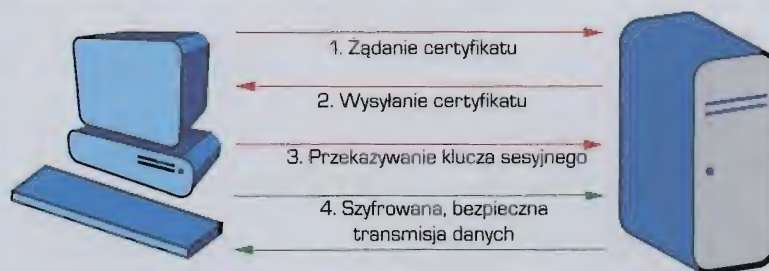 1. Żądanie certyfikatu
2. Wysyłanie certyfikatu
3. Przekazywanie klucza sesyjnego
4. Szyfrowana, bezpieczna
transmisja danych